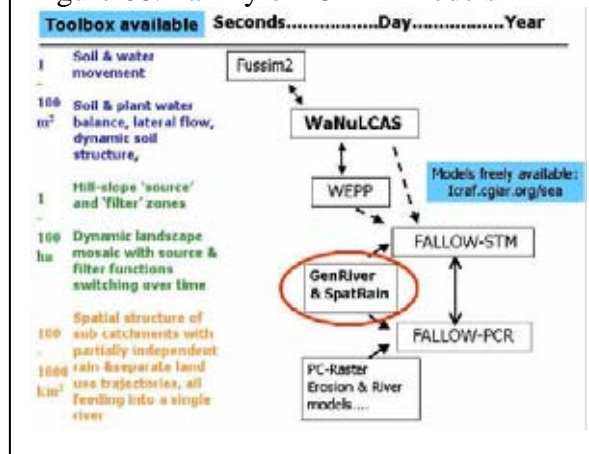 Toolbox available Seconds..................Day..................Year
1
-
100
m²
Soil & water
movement
Soil & plant water
balance, lateral flow,
dynamic soil
structure,
1
-
100
ha
Hill-slope 'source'
and 'filter' zones
Dynamic landscape
mosaic with source &
filter functions
switching over time
100
-
1000
km²
Spatial structure of
sub catchments with
partially independent
rain &separate land
use trajectories, all
feeding into a single
river
Fussim2
WaNuLCAS
WEPP
Models freely available:
Icraf.cgiar.org/sea
FALLOW-STM
GenRiver
& SpatRain
FALLOW-PCR
PC-Raster
Erosion & River
models....